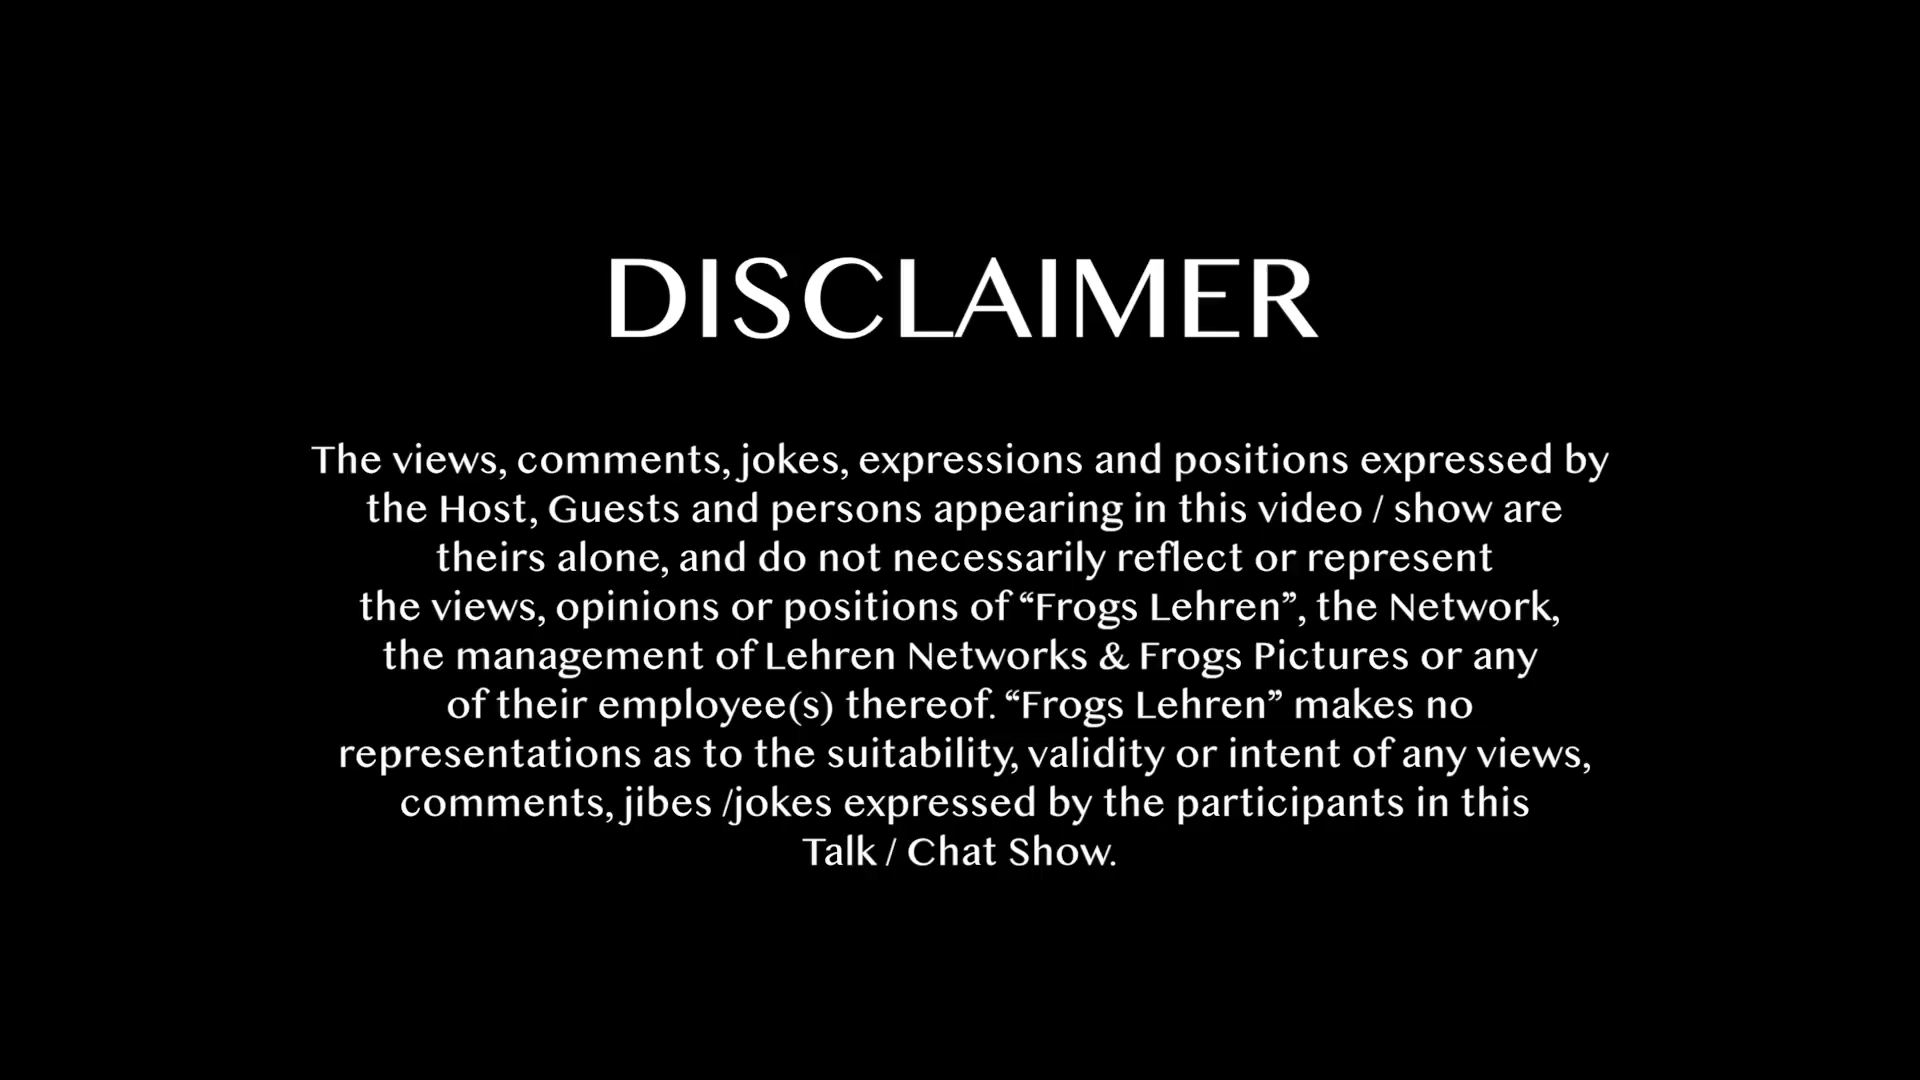 DISCLAIMER
The views, comments, jokes, expressions and positions expressed by
the Host, Guests and persons appearing in this video / show are
theirs alone, and do not necessarily reflect or represent
the views, opinions or positions of “Frogs Lehren”, the Network,
the management of Lehren Networks & Frogs Pictures or any
of their employee(s) thereof. “Frogs Lehren” makes no
representations as to the suitability, validity or intent of any views,
comments, jibes /jokes expressed by the participants in this
Talk / Chat Show.